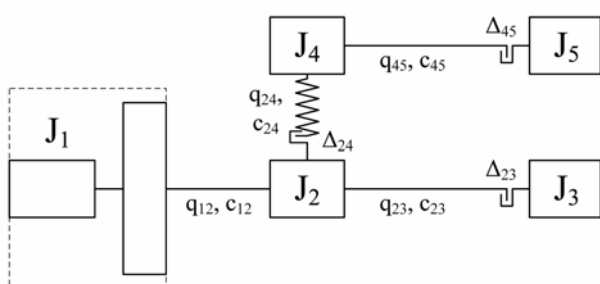 Δ₄₅
J₄
J₅
q₄₅, c₄₅
q₂₄,
c₂₄
Δ₂₄
J₁
Δ₂₃
J₂
J₃
q₁₂, c₁₂
q₂₃, c₂₃